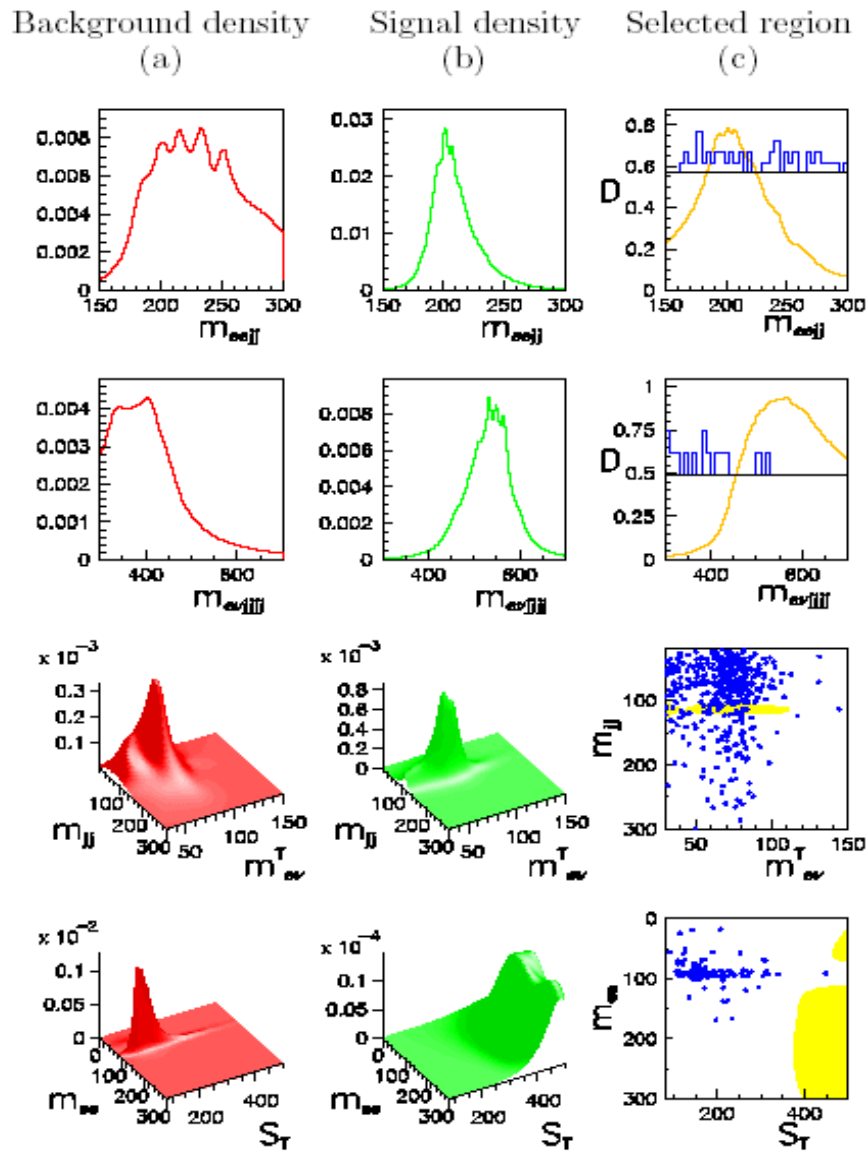 Background density Signal density Selected region
(a) (b) (c)
0.008
0.006
0.004
0.002
0
150 200 250 300
m_eejj
0.03
0.02
0.01
0
150 200 250 300
m_eejj
0.8
0.6
D
0.4
0.2
0
150 200 250 300
m_eejj
0.004
0.003
0.002
0.001
0
400 600
m_eνjjjj
0.008
0.006
0.004
0.002
0
400 600
m_eνjjjj
1
0.75
D
0.5
0.25
0
400 600
m_eνjjjj
x 10^-3
0.3
0.2
0.1
100
200
300
m_jj
50 100 150
m^T_eν
x 10^-3
0.8
0.6
0.4
0.2
0
100
200
300
m_jj
50 100 150
m^T_eν
100
m_jj
200
300
50 100 150
m^T_eν
x 10^-2
0.1
0.05
0
0
100
200
300
m_ee
200 400
S_T
x 10^-4
0.1
0.05
0
0
100
200
300
m_ee
200 400
S_T
0
100
m_ee
200
300
200 400
S_T